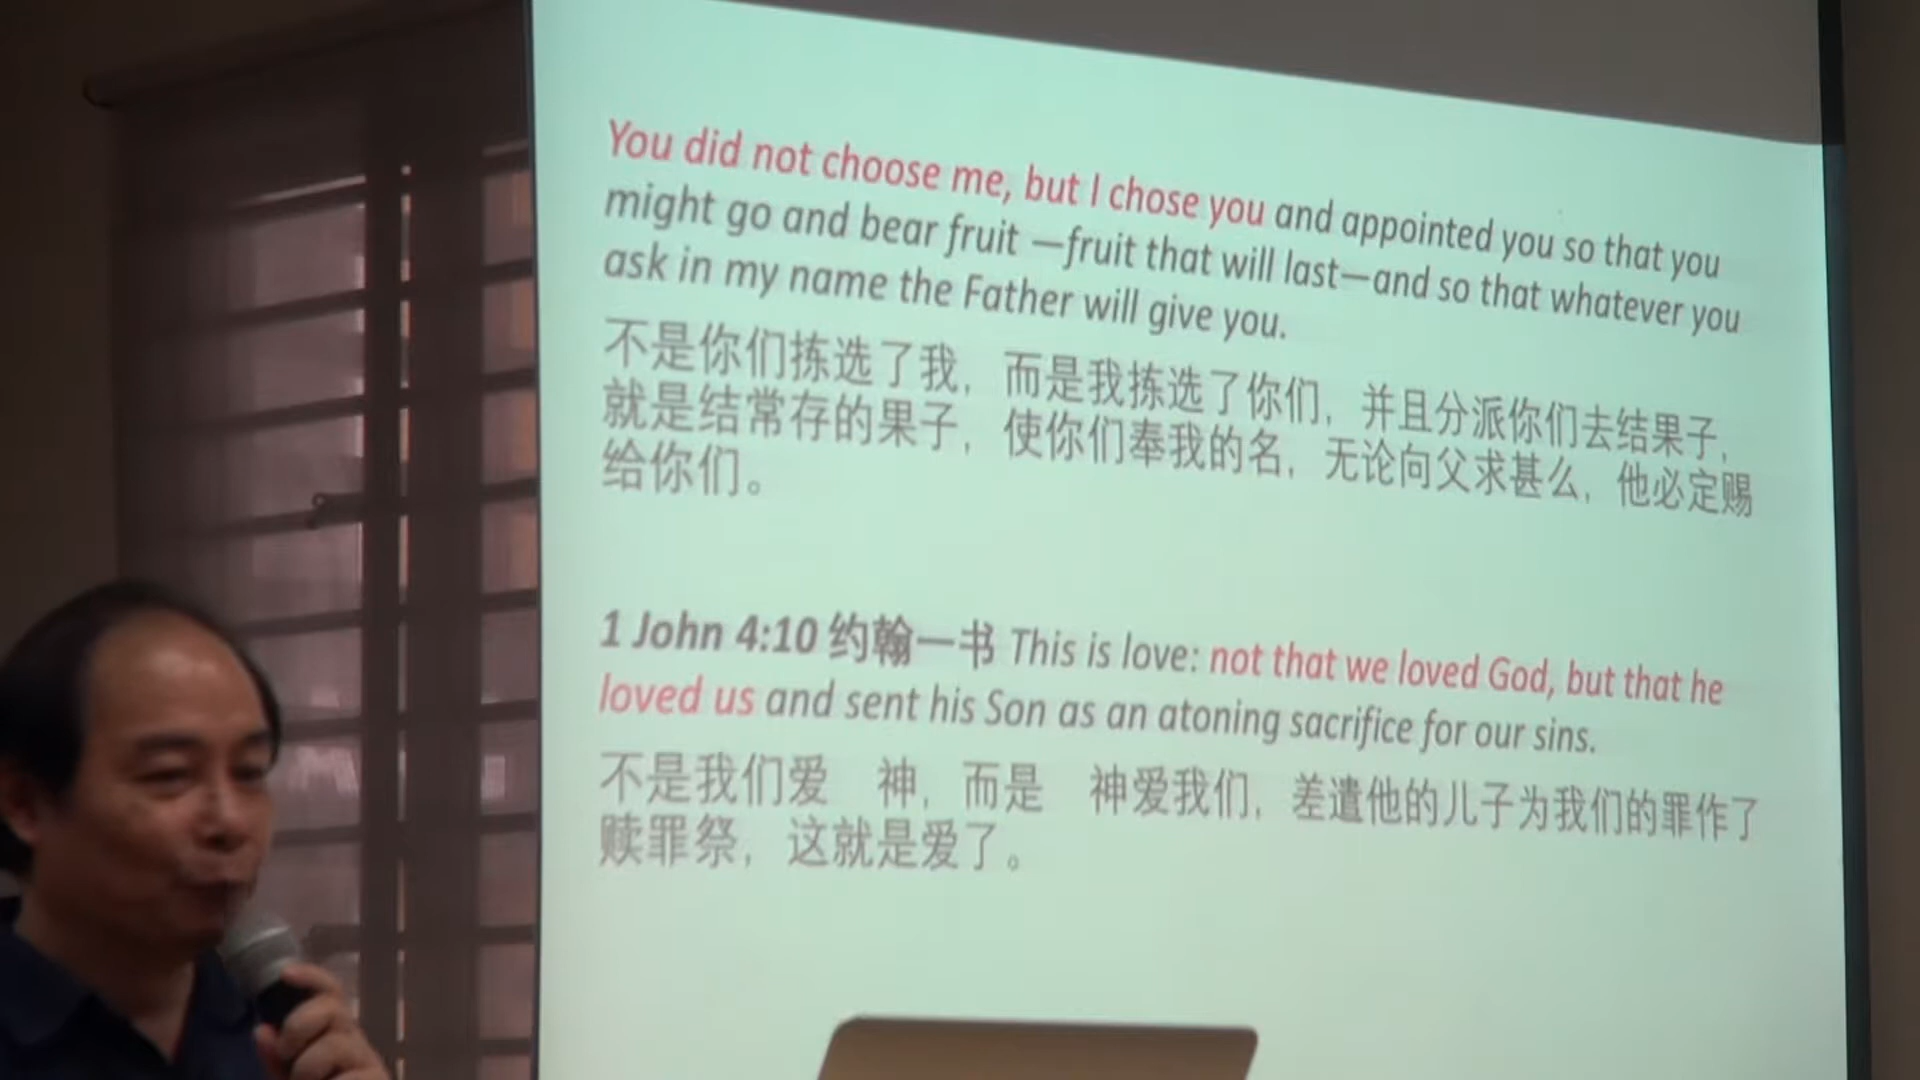 You did not choose me, but I chose you and appointed you so that you
might go and bear fruit —fruit that will last—and so that whatever you
ask in my name the Father will give you.
不是你们拣选了我，而是我拣选了你们，并且分派你们去结果子，
就是结常存的果子，使你们奉我的名，无论向父求甚么，他必定赐
给你们。
1 John 4:10 约翰一书 This is love: not that we loved God, but that he
loved us and sent his Son as an atoning sacrifice for our sins.
不是我们爱　神，而是　神爱我们，差遣他的儿子为我们的罪作了
赎罪祭，这就是爱了。